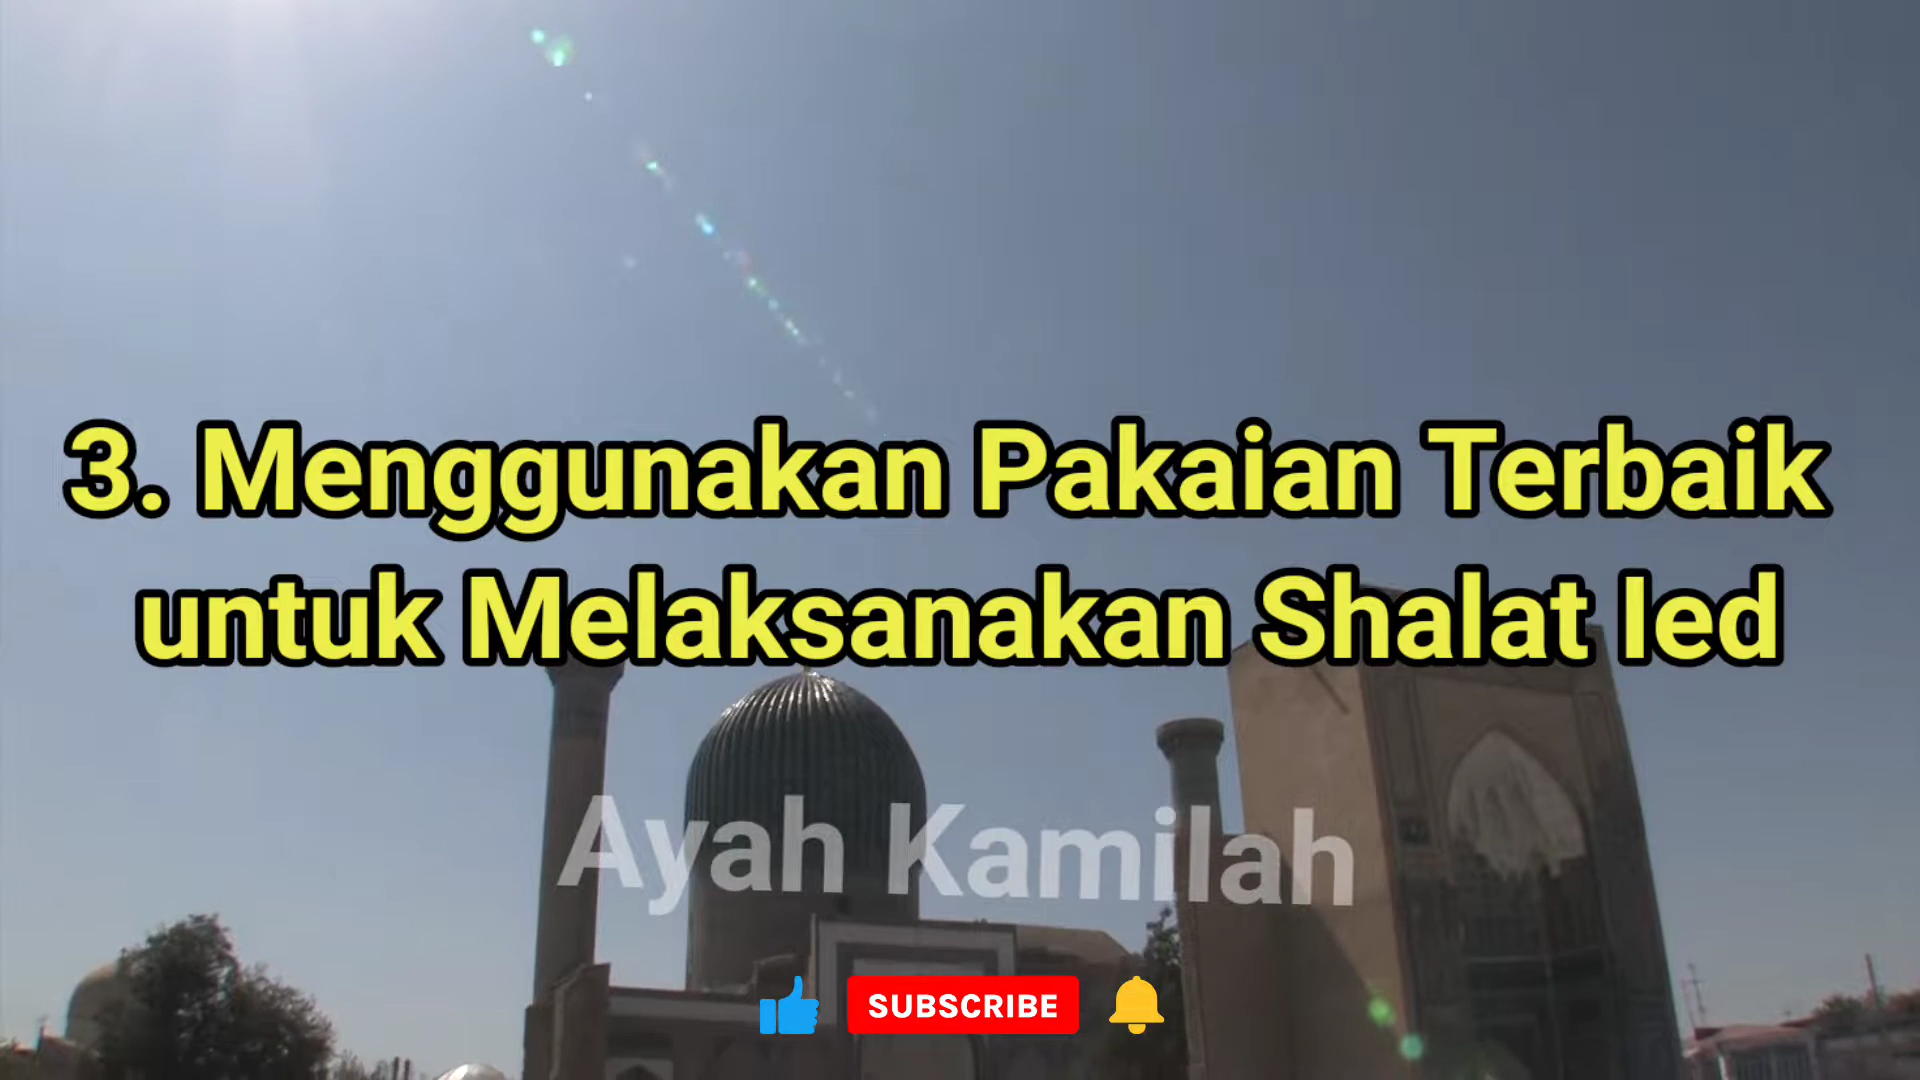 3. Menggunakan Pakaian Terbaik
untuk Melaksanakan Shalat Ied
Ayah Kamilah
SUBSCRIBE